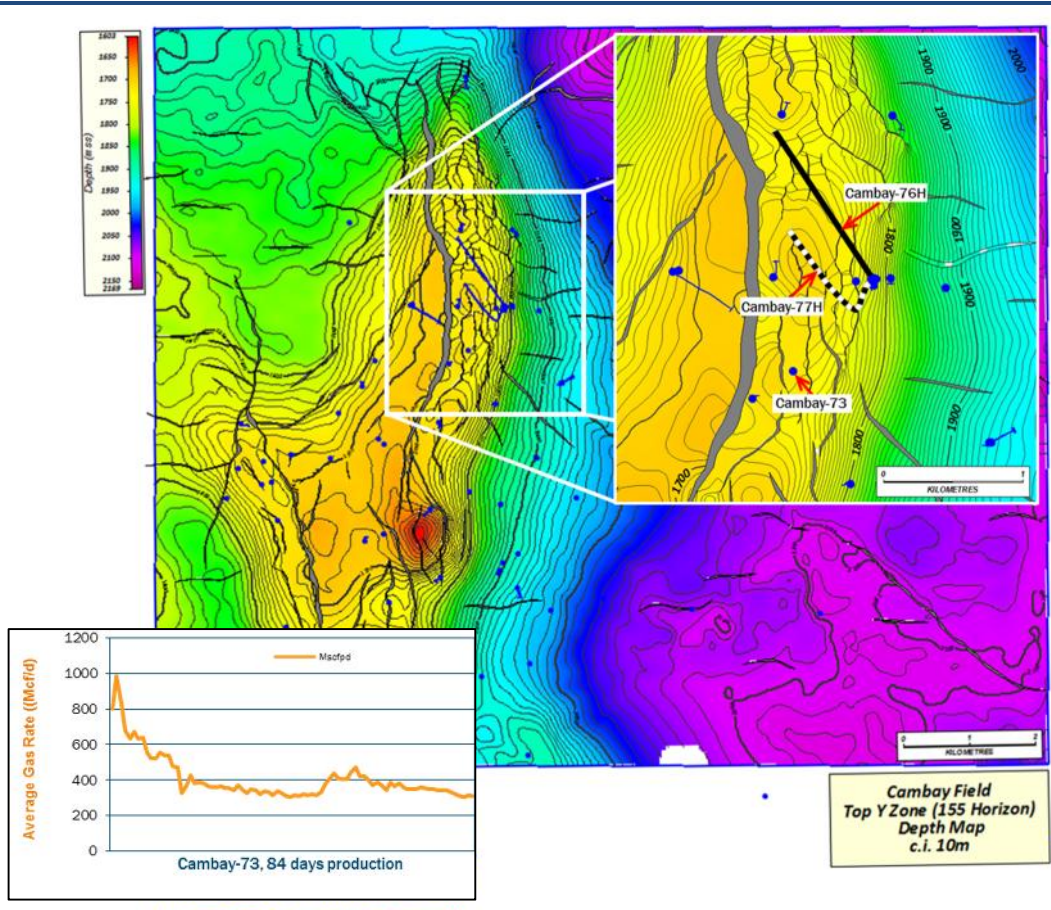 1603
1650
1700
1750
1800
1850
1900
1950
2000
2050
2100
2150
2169
Depth (m ss)
1900
2000
1900
Cambay-76H
1800
1900
1900
Cambay-77H
Cambay-73
1900
1800
1700
0 1
KILOMETRES
0 1 2
KILOMETRES
Cambay Field
Top Y Zone (155 Horizon)
Depth Map
c.i. 10m
Average Gas Rate ((Mcf/d)
1200
1000
800
600
400
200
0
Mscfpd
Cambay-73, 84 days production